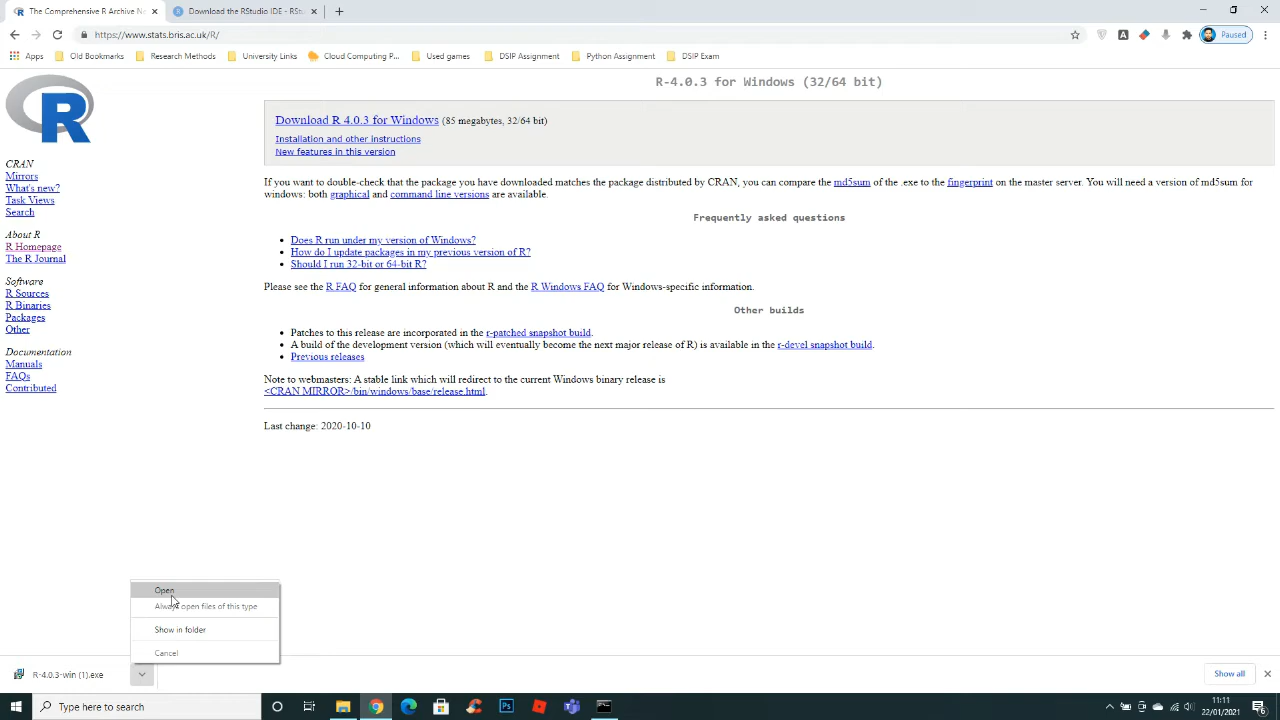 The Comprehensive R Archive Ne
Download the RStudio IDE - RStu
https://www.stats.bris.ac.uk/R/
Paused
Apps
Old Bookmarks
Research Methods
University Links
Cloud Computing P...
Used games
DSIP Assignment
Python Assignment
DSIP Exam
R
CRAN
Mirrors
What's new?
Task Views
Search
About R
R Homepage
The R Journal
Software
R Sources
R Binaries
Packages
Other
Documentation
Manuals
FAQs
Contributed
R-4.0.3 for Windows (32/64 bit)
Download R 4.0.3 for Windows (85 megabytes, 32/64 bit)
Installation and other instructions
New features in this version
If you want to double-check that the package you have downloaded matches the package distributed by CRAN, you can compare the md5sum of the .exe to the fingerprint on the master server. You will need a version of md5sum for
windows: both graphical and command line versions are available.
Frequently asked questions
Does R run under my version of Windows?
How do I update packages in my previous version of R?
Should I run 32-bit or 64-bit R?
Please see the R FAQ for general information about R and the R Windows FAQ for Windows-specific information.
Other builds
Patches to this release are incorporated in the r-patched snapshot build.
A build of the development version (which will eventually become the next major release of R) is available in the r-devel snapshot build.
Previous releases
Note to webmasters: A stable link which will redirect to the current Windows binary release is
<CRAN MIRROR>/bin/windows/base/release.html.
Last change: 2020-10-10
Open
Always open files of this type
Show in folder
Cancel
R-4.0.3-win (1).exe
Show all
Type here to search
Ps
11:11
22/01/2021